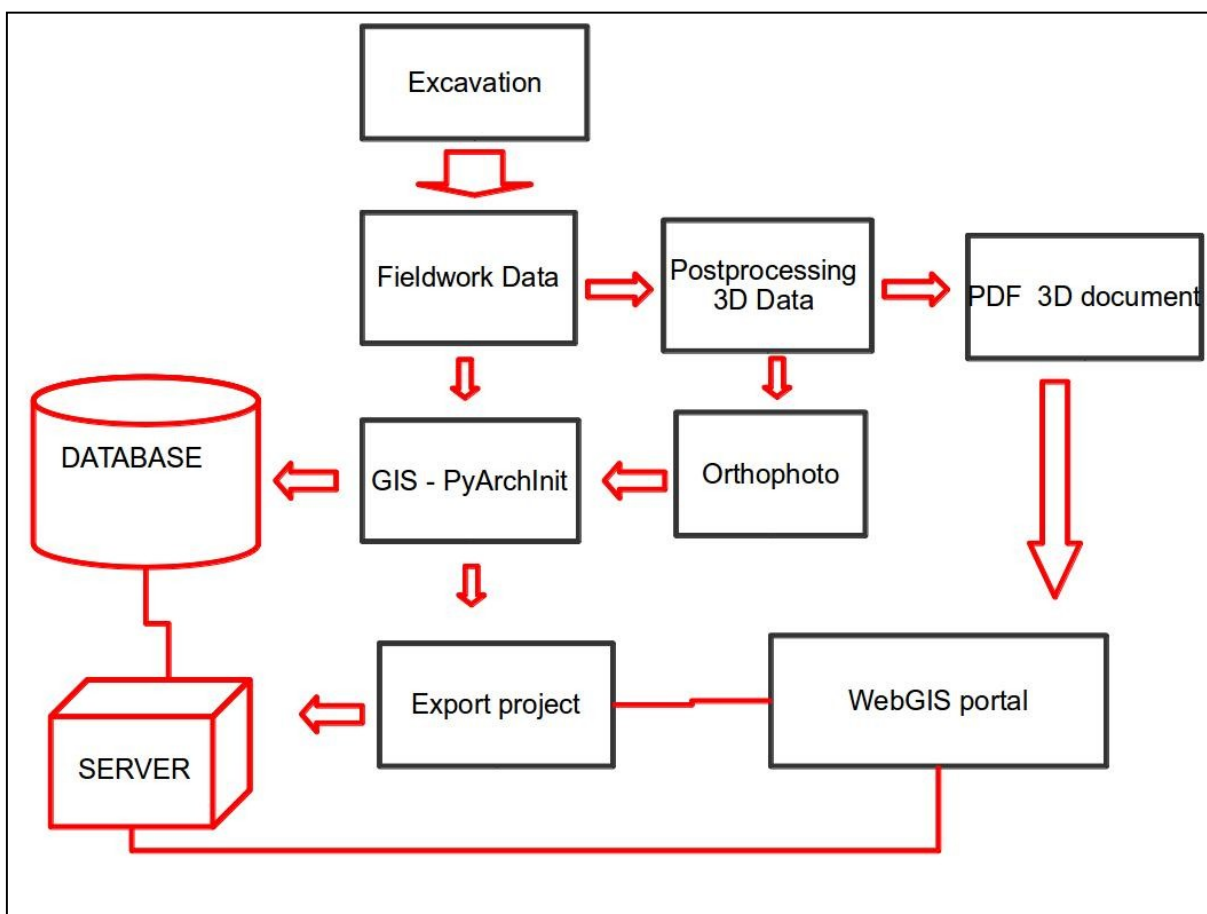 Excavation
Fieldwork Data
Postprocessing
3D Data
PDF  3D document
DATABASE
GIS - PyArchInit
Orthophoto
Export project
WebGIS portal
SERVER